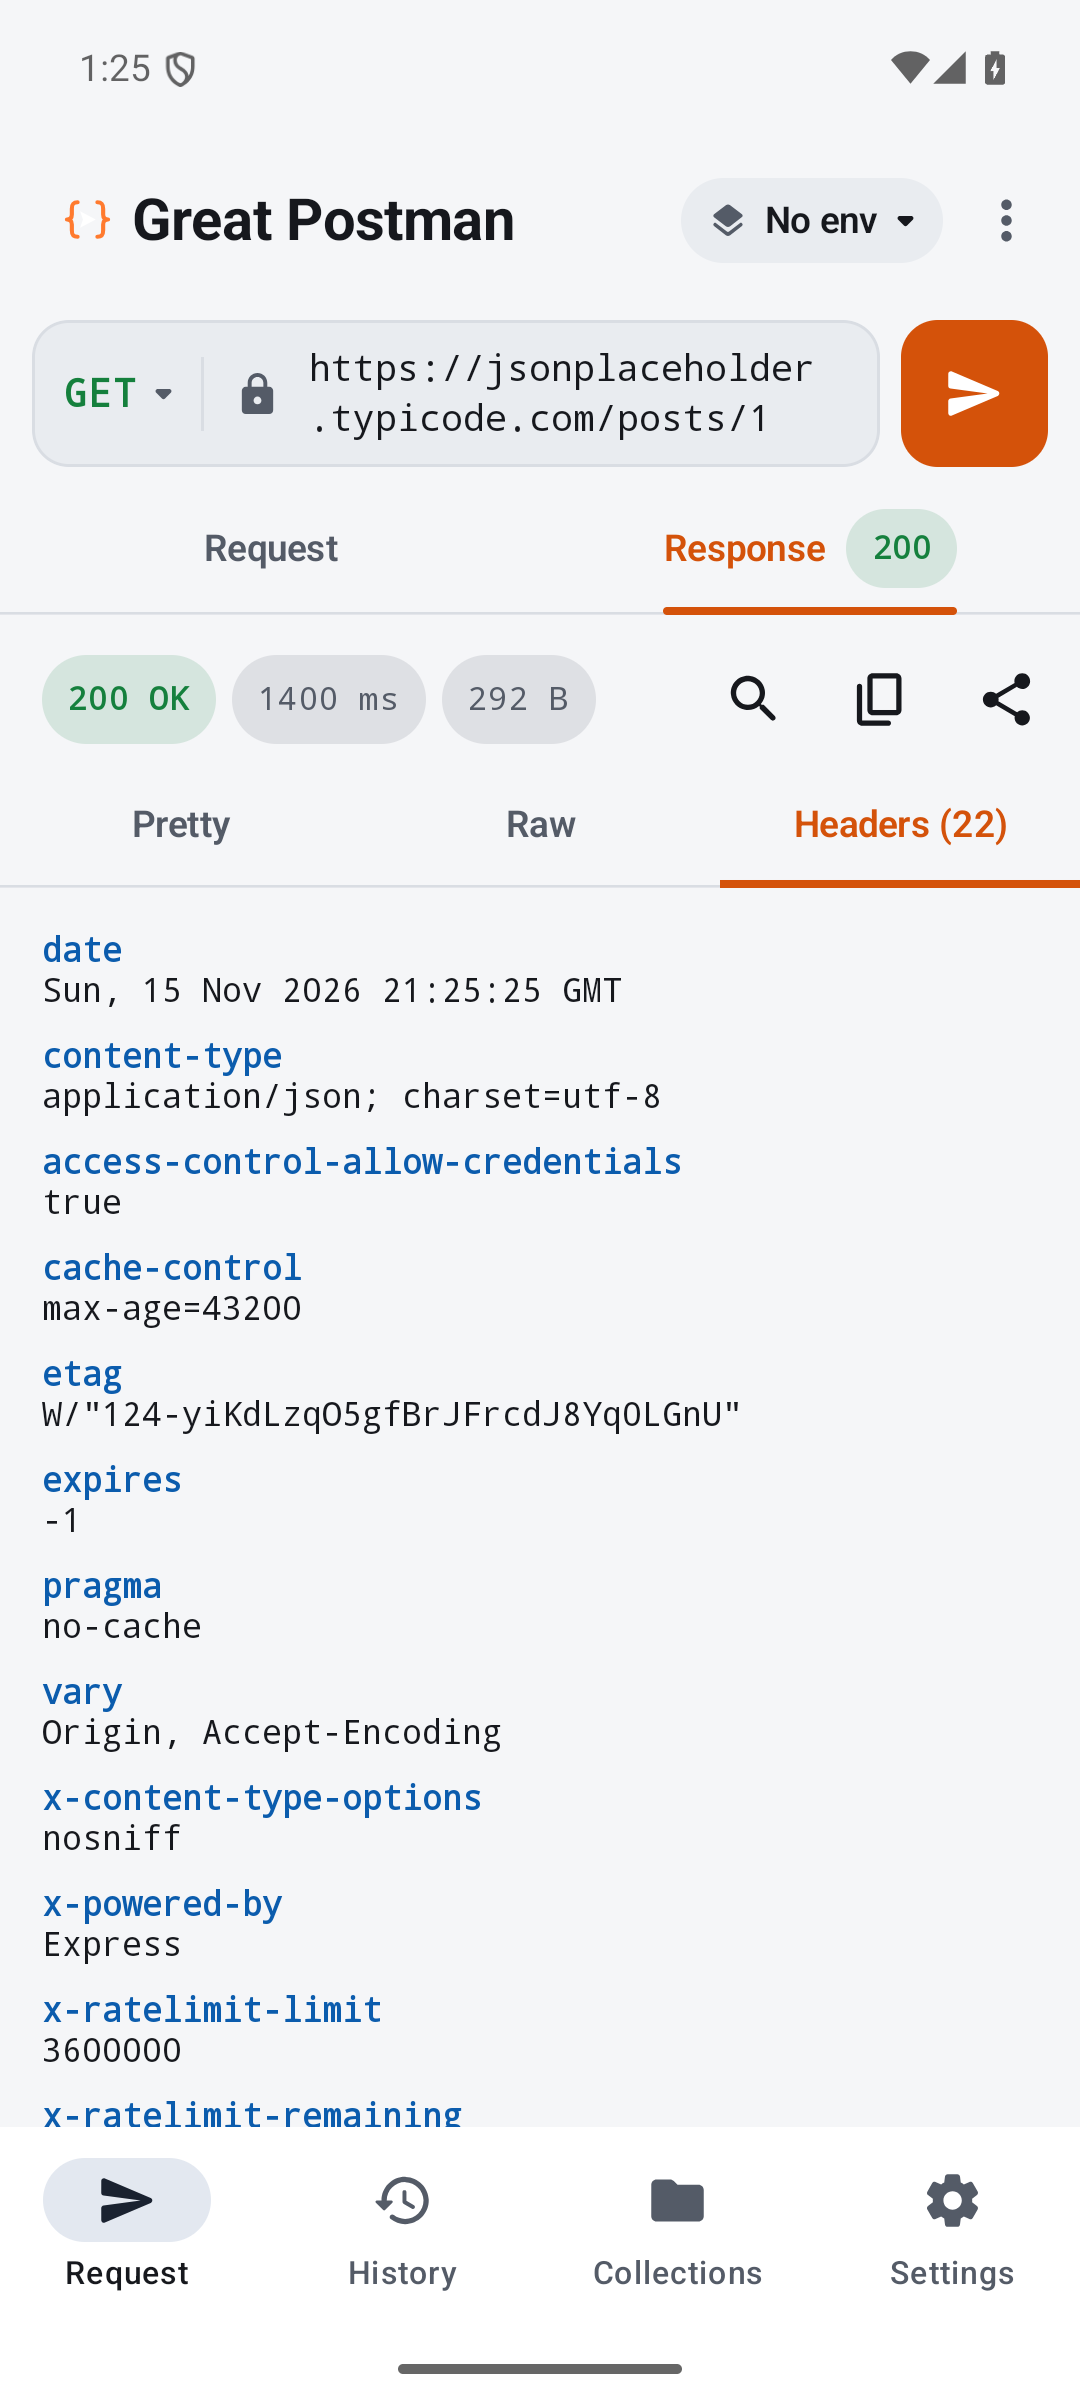 1:25
Great Postman
No env
GET
https://jsonplaceholder
.typicode.com/posts/1
Request
Response 200
200 OK
1400 ms
292 B
Pretty
Raw
Headers (22)
date
Sun, 15 Nov 2026 21:25:25 GMT
content-type
application/json; charset=utf-8
access-control-allow-credentials
true
cache-control
max-age=43200
etag
W/"124-yiKdLzqO5gfBrJFrcdJ8Yq0LGnU"
expires
-1
pragma
no-cache
vary
Origin, Accept-Encoding
x-content-type-options
nosniff
x-powered-by
Express
x-ratelimit-limit
3600000
x-ratelimit-remaining
Request
History
Collections
Settings